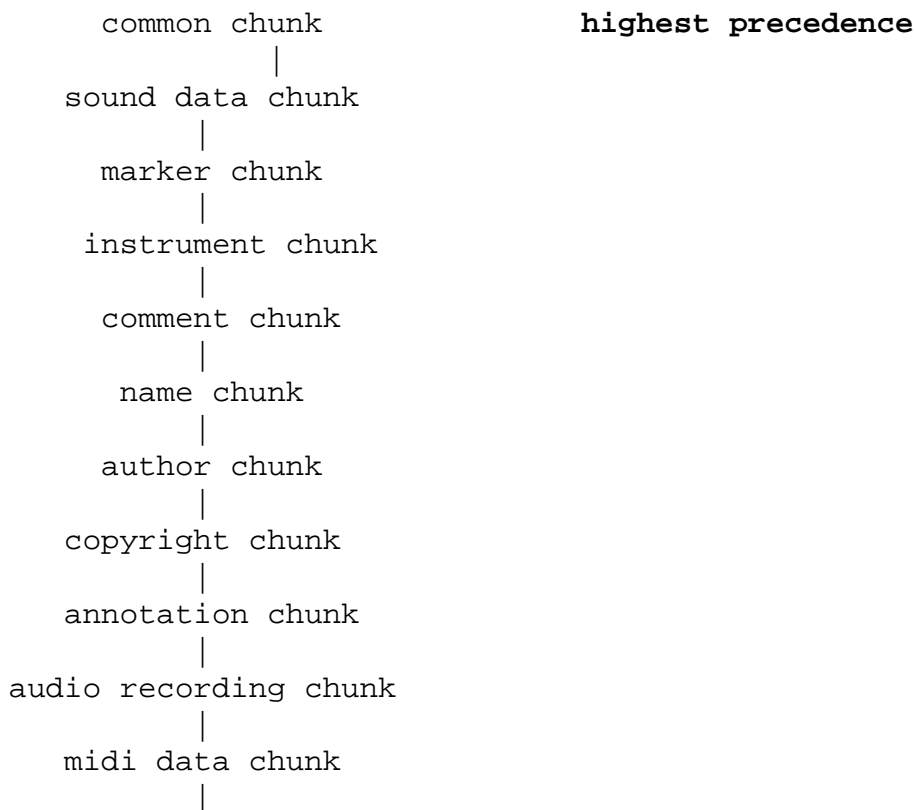 common chunk highest precedence
|
sound data chunk
|
marker chunk
|
instrument chunk
|
comment chunk
|
name chunk
|
author chunk
|
copyright chunk
|
annotation chunk
|
audio recording chunk
|
midi data chunk
|